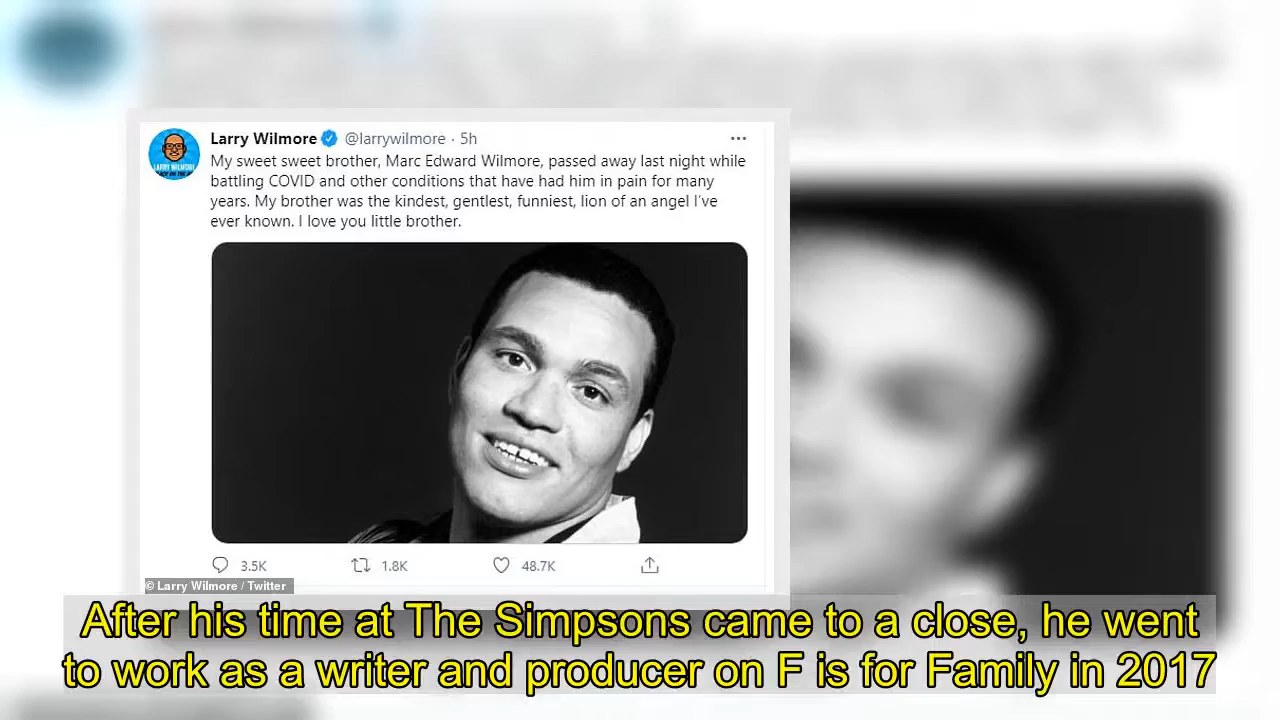 Larry Wilmore @larrywilmore · 5h
My sweet sweet brother, Marc Edward Wilmore, passed away last night while
battling COVID and other conditions that have had him in pain for many
years. My brother was the kindest, gentlest, funniest, lion of an angel I've
ever known. I love you little brother.
3.5K 1.8K 48.7K
© Larry Wilmore / Twitter
After his time at The Simpsons came to a close, he went
to work as a writer and producer on F is for Family in 2017